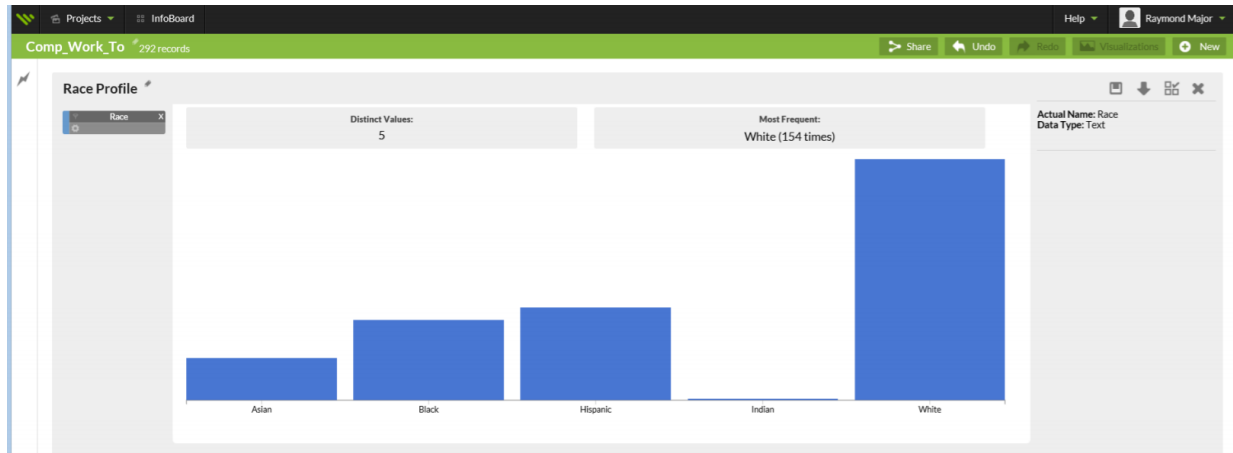 Projects InfoBoard Help Raymond Major
Comp_Work_To 292 records Share Undo Redo Visualizations New
Race Profile
Race X
Distinct Values:
5
Most Frequent:
White (154 times)
Actual Name: Race
Data Type: Text
Asian Black Hispanic Indian White